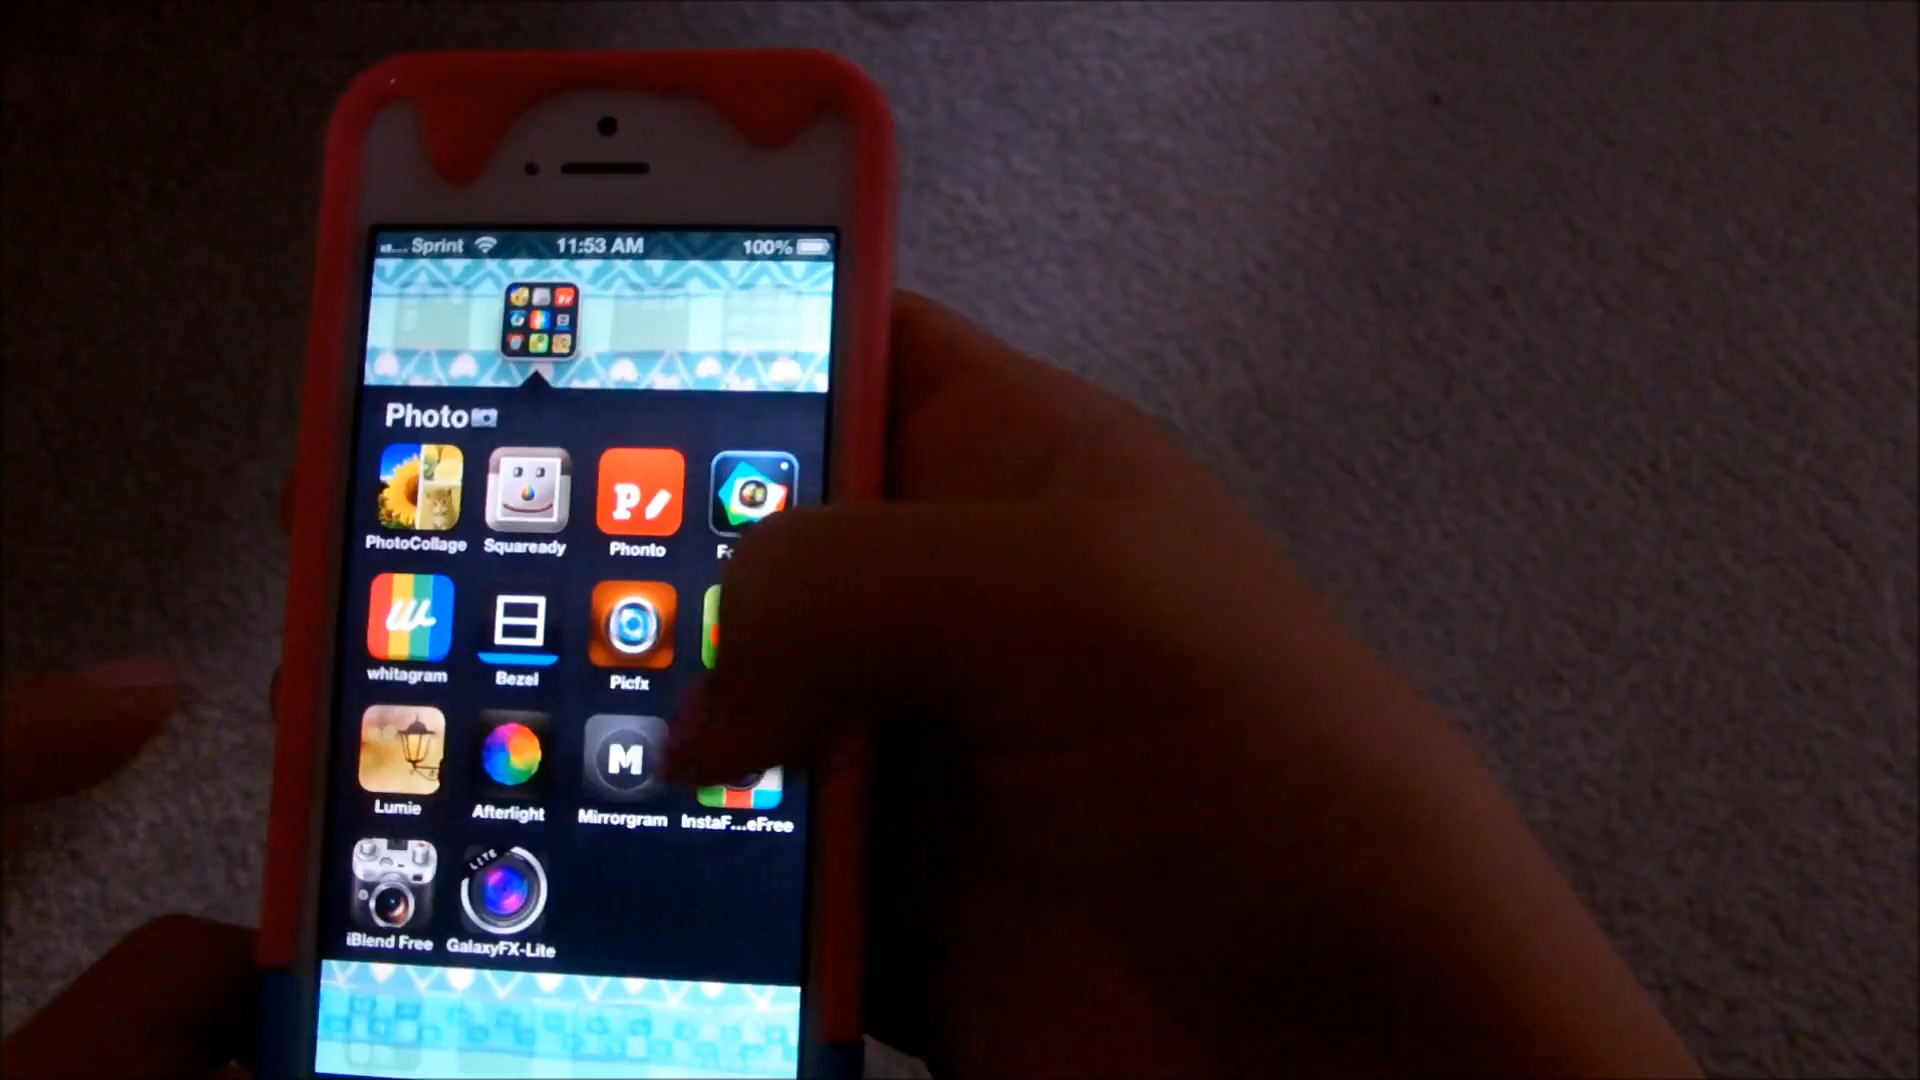 Sprint 11:53 AM 100%
Photo
PhotoCollage Squaready Phonto
P
w
whitagram Bezel Picfx
M
Lumie Afterlight Mirrorgram InstaF...eFree
LITE
iBlend Free GalaxyFX-Lite